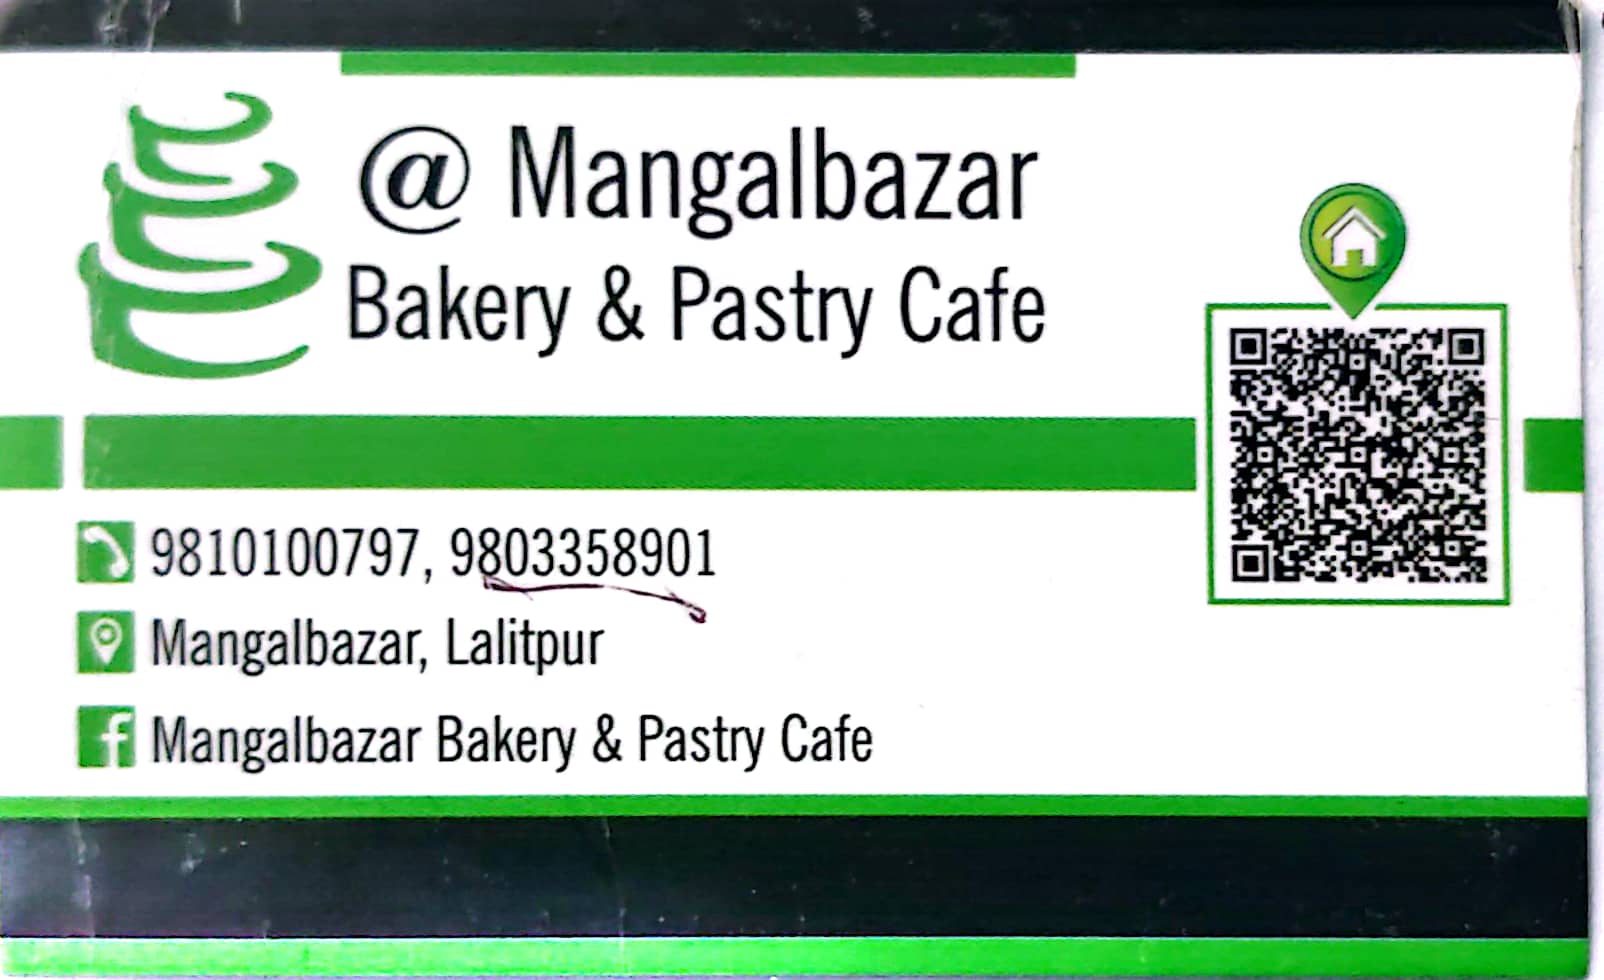 @ Mangalbazar
Bakery & Pastry Cafe
9810100797, 9803358901
Mangalbazar, Lalitpur
Mangalbazar Bakery & Pastry Cafe